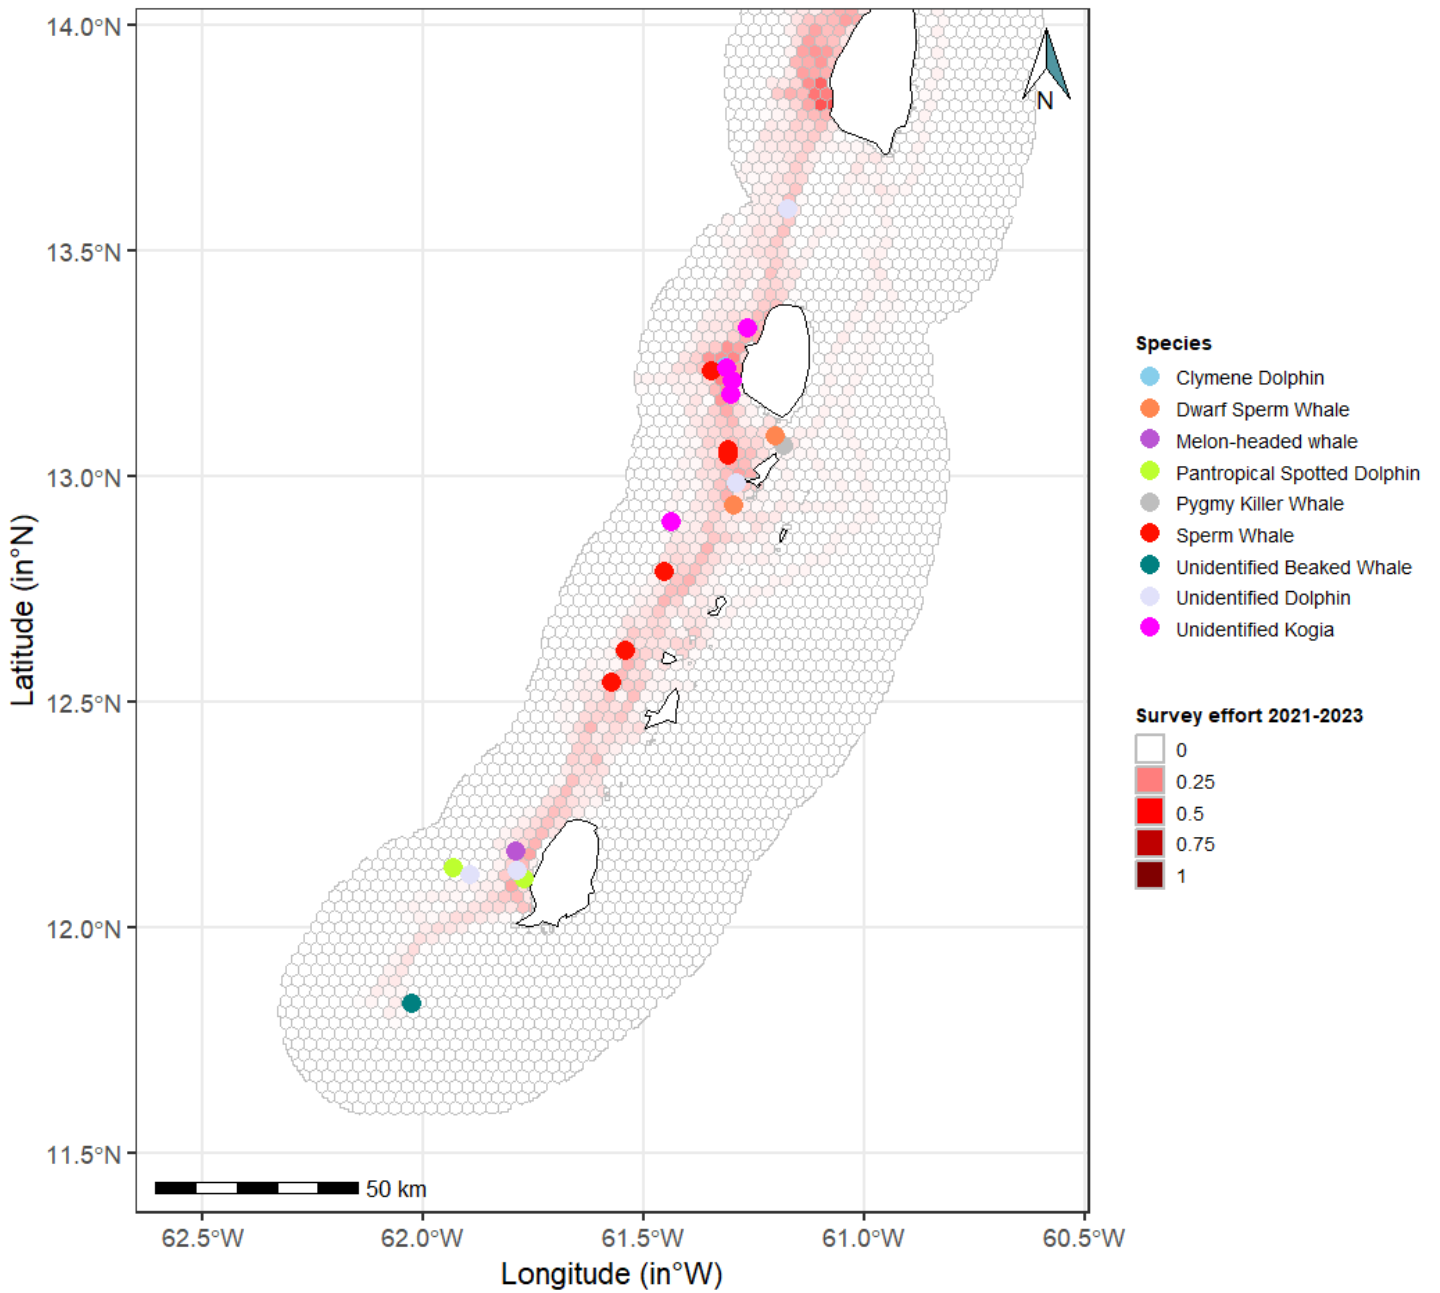 14.0°N
13.5°N
13.0°N
12.5°N
12.0°N
11.5°N
Latitude (in°N)
N
50 km
62.5°W 62.0°W 61.5°W 61.0°W 60.5°W
Longitude (in°W)
Species
Clymene Dolphin
Dwarf Sperm Whale
Melon-headed whale
Pantropical Spotted Dolphin
Pygmy Killer Whale
Sperm Whale
Unidentified Beaked Whale
Unidentified Dolphin
Unidentified Kogia
Survey effort 2021-2023
0
0.25
0.5
0.75
1